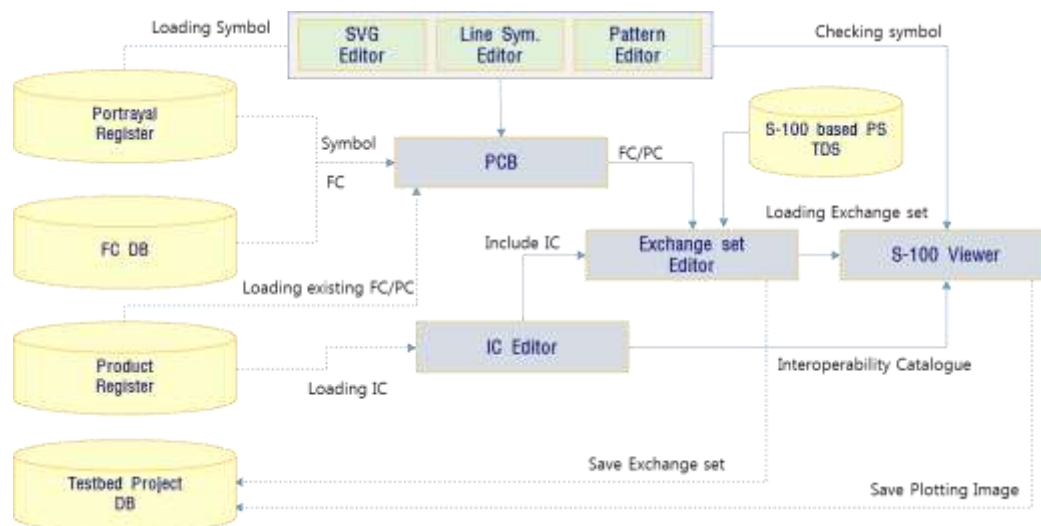 Loading Symbol
SVG
Editor
Line Sym.
Editor
Pattern
Editor
Checking symbol
Portrayal
Register
Symbol
FC
PCB
FC/PC
S-100 based PS
TDS
FC DB
Loading existing FC/PC
Include IC
Exchange set
Editor
Loading Exchange set
S-100 Viewer
Product
Register
Loading IC
IC Editor
Interoperability Catalogue
Testbed Project
DB
Save Exchange set
Save Plotting Image